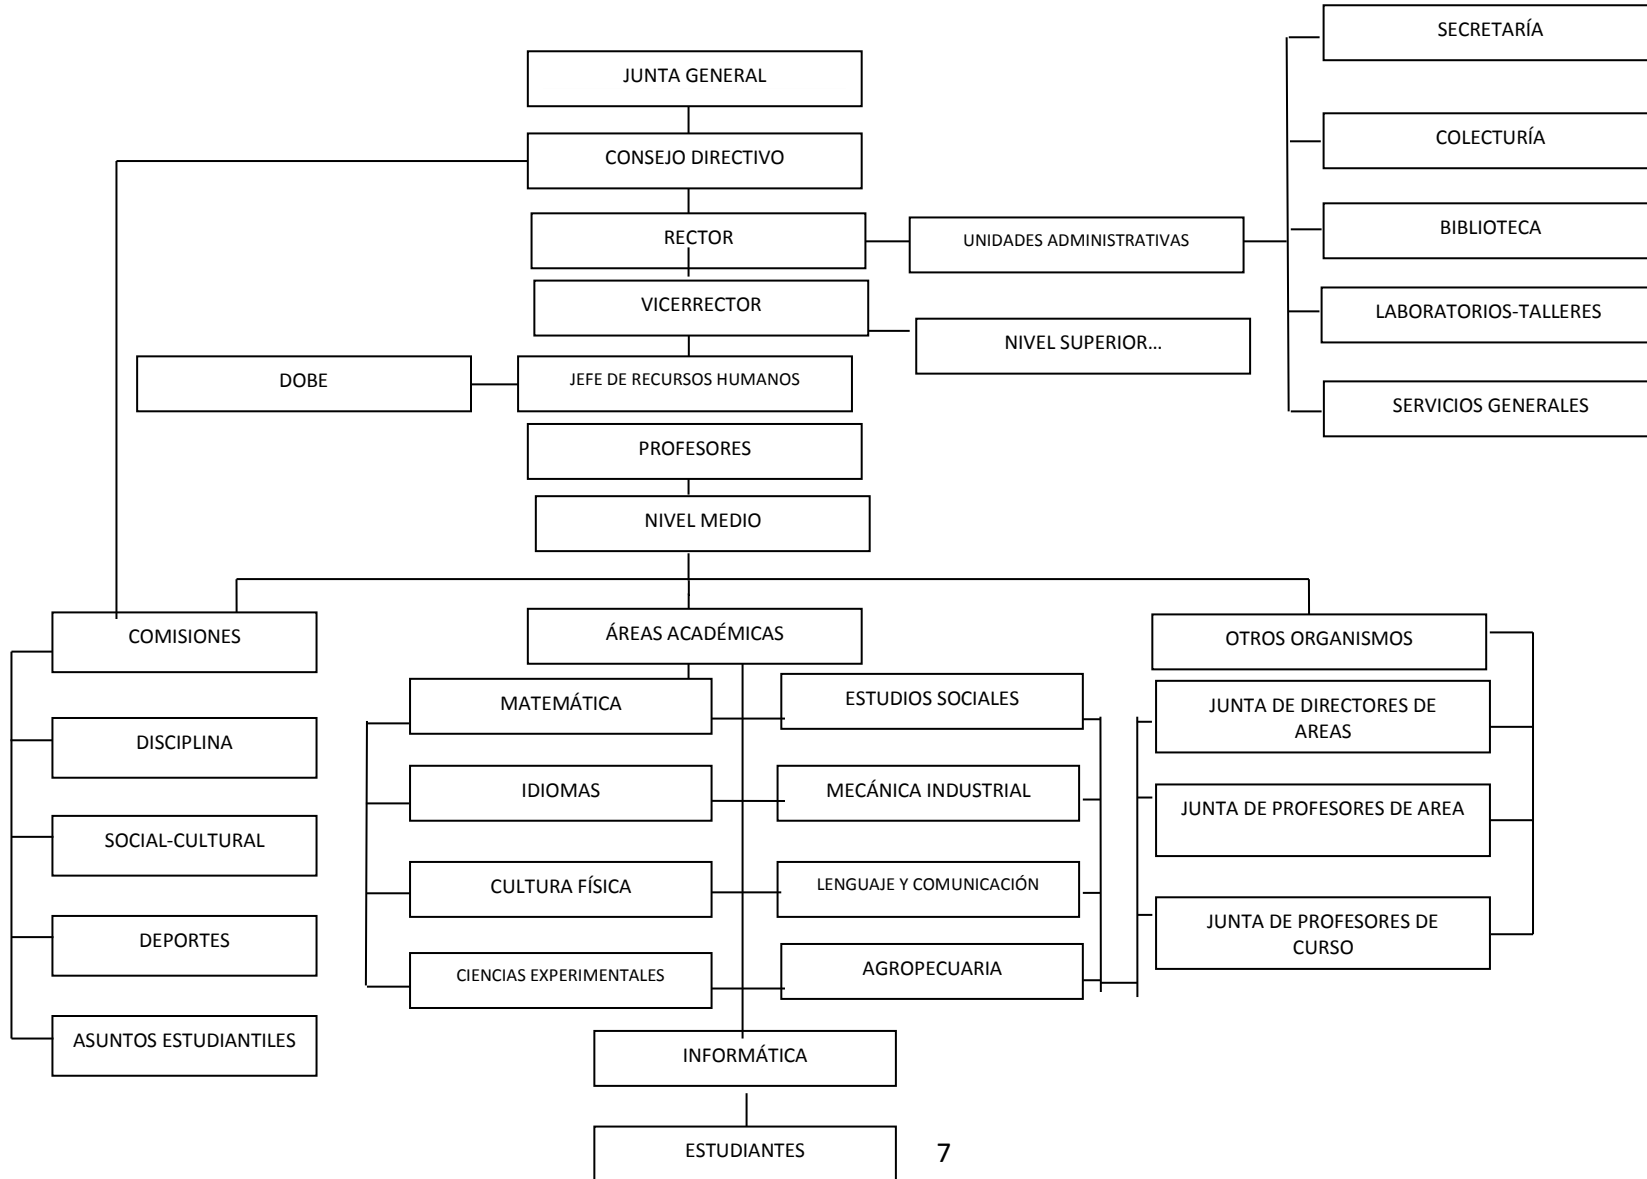 SECRETARÍA
JUNTA GENERAL
COLECTURÍA
CONSEJO DIRECTIVO
RECTOR
UNIDADES ADMINISTRATIVAS
BIBLIOTECA
VICERRECTOR
LABORATORIOS-TALLERES
NIVEL SUPERIOR...
DOBE
JEFE DE RECURSOS HUMANOS
SERVICIOS GENERALES
PROFESORES
NIVEL MEDIO
COMISIONES
ÁREAS ACADÉMICAS
OTROS ORGANISMOS
MATEMÁTICA
ESTUDIOS SOCIALES
JUNTA DE DIRECTORES DE
AREAS
DISCIPLINA
IDIOMAS
MECÁNICA INDUSTRIAL
JUNTA DE PROFESORES DE AREA
SOCIAL-CULTURAL
CULTURA FÍSICA
LENGUAJE Y COMUNICACIÓN
JUNTA DE PROFESORES DE
CURSO
DEPORTES
CIENCIAS EXPERIMENTALES
AGROPECUARIA
ASUNTOS ESTUDIANTILES
INFORMÁTICA
ESTUDIANTES
7